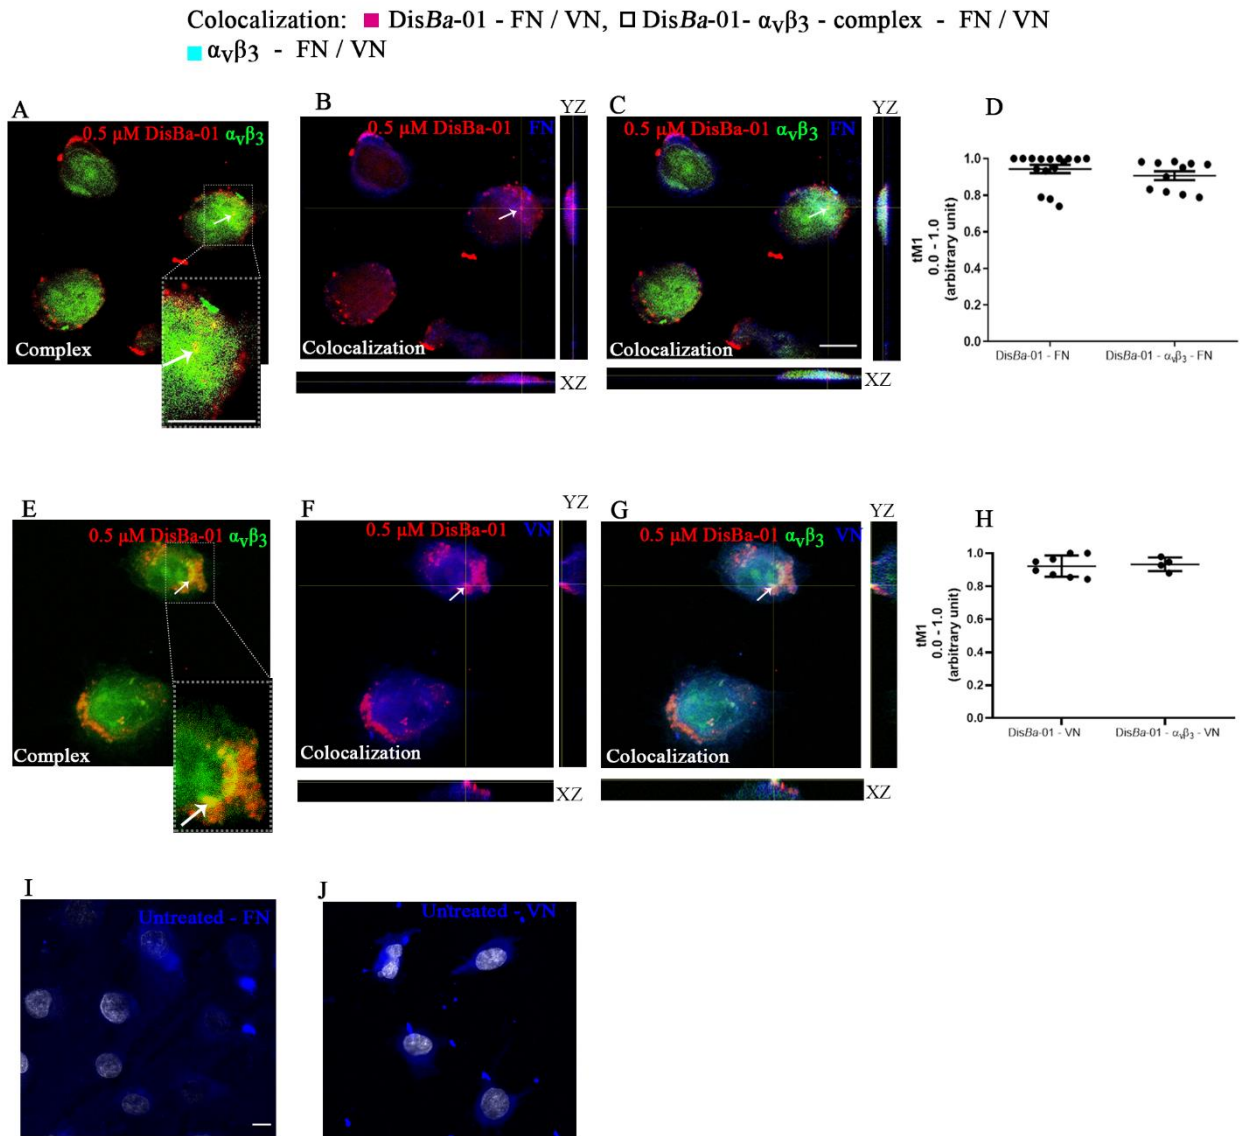 Colocalization: DisBa-01 - FN / VN, DisBa-01- αvβ3 - complex - FN / VN
αvβ3 - FN / VN
A
0.5 µM DisBa-01 αvβ3
Complex
B
0.5 µM DisBa-01 FN
Colocalization
YZ
XZ
C
0.5 µM DisBa-01 αvβ3 FN
Colocalization
YZ
XZ
D
tM1
0.0 - 1.0
(arbitrary unit)
1.0
0.8
0.6
0.4
0.2
0.0
DisBa-01 - FN
DisBa-01 - αvβ3 - FN
E
0.5 µM DisBa-01 αvβ3
Complex
F
0.5 µM DisBa-01 VN
Colocalization
YZ
XZ
G
0.5 µM DisBa-01 αvβ3 VN
Colocalization
YZ
XZ
H
tM1
0.0 - 1.0
(arbitrary unit)
1.0
0.8
0.6
0.4
0.2
0.0
DisBa-01 - VN
DisBa-01 - αvβ3 - VN
I
Untreated - FN
J
Untreated - VN